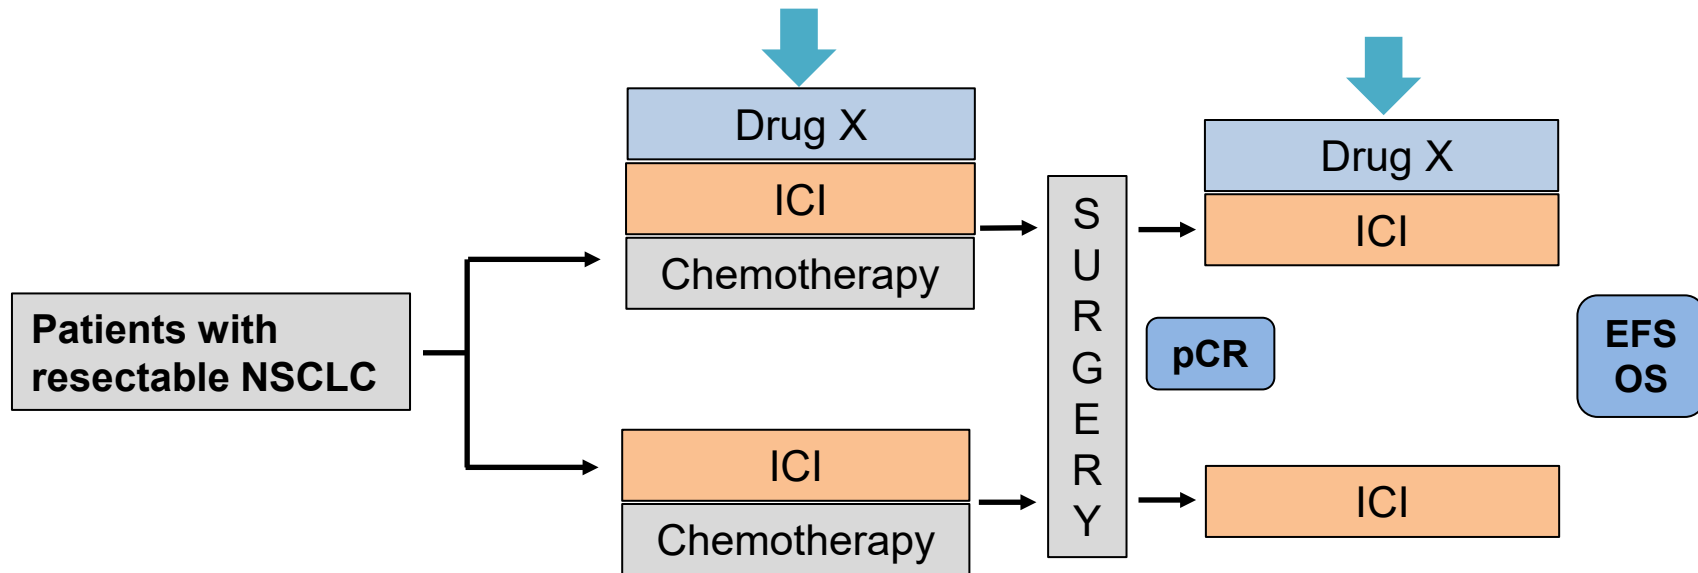 Drug X
ICI
Chemotherapy
Patients with
resectable NSCLC
ICI
Chemotherapy
S
U
R
G
E
R
Y
pCR
Drug X
ICI
ICI
EFS
OS